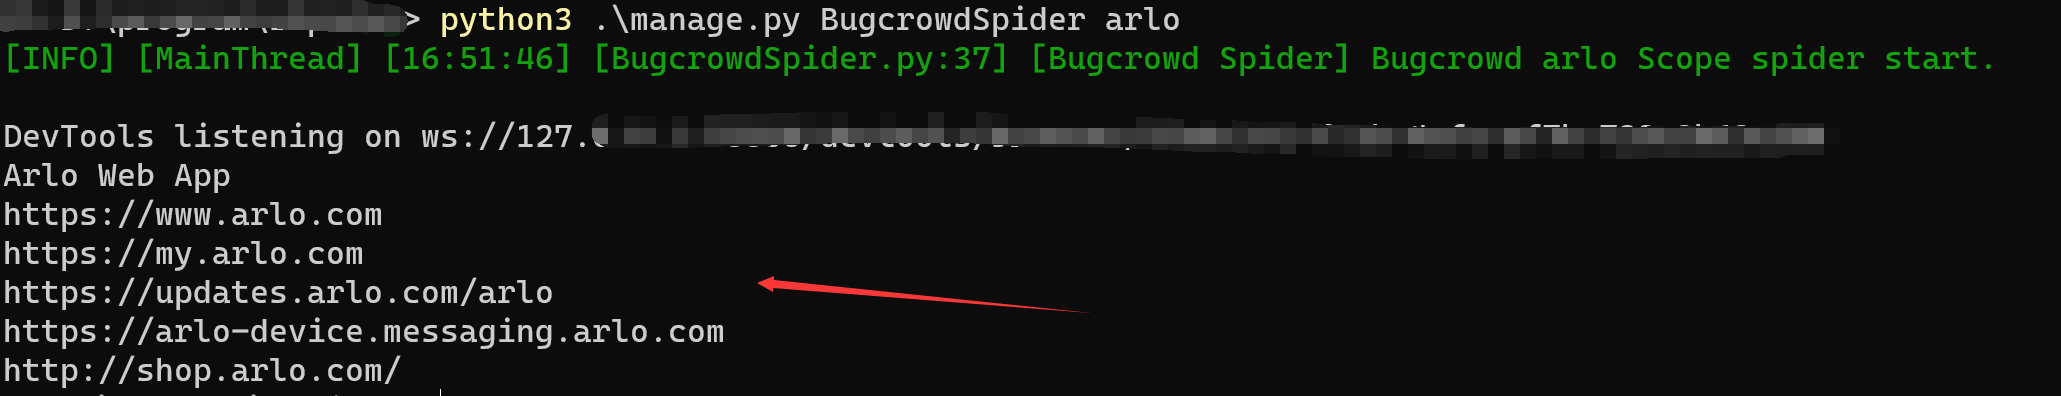 > python3 .\manage.py BugcrowdSpider arlo
[INFO] [MainThread] [16:51:46] [BugcrowdSpider.py:37] [Bugcrowd Spider] Bugcrowd arlo Scope spider start.
DevTools listening on ws://127.
Arlo Web App
https://www.arlo.com
https://my.arlo.com
https://updates.arlo.com/arlo
https://arlo-device.messaging.arlo.com
http://shop.arlo.com/